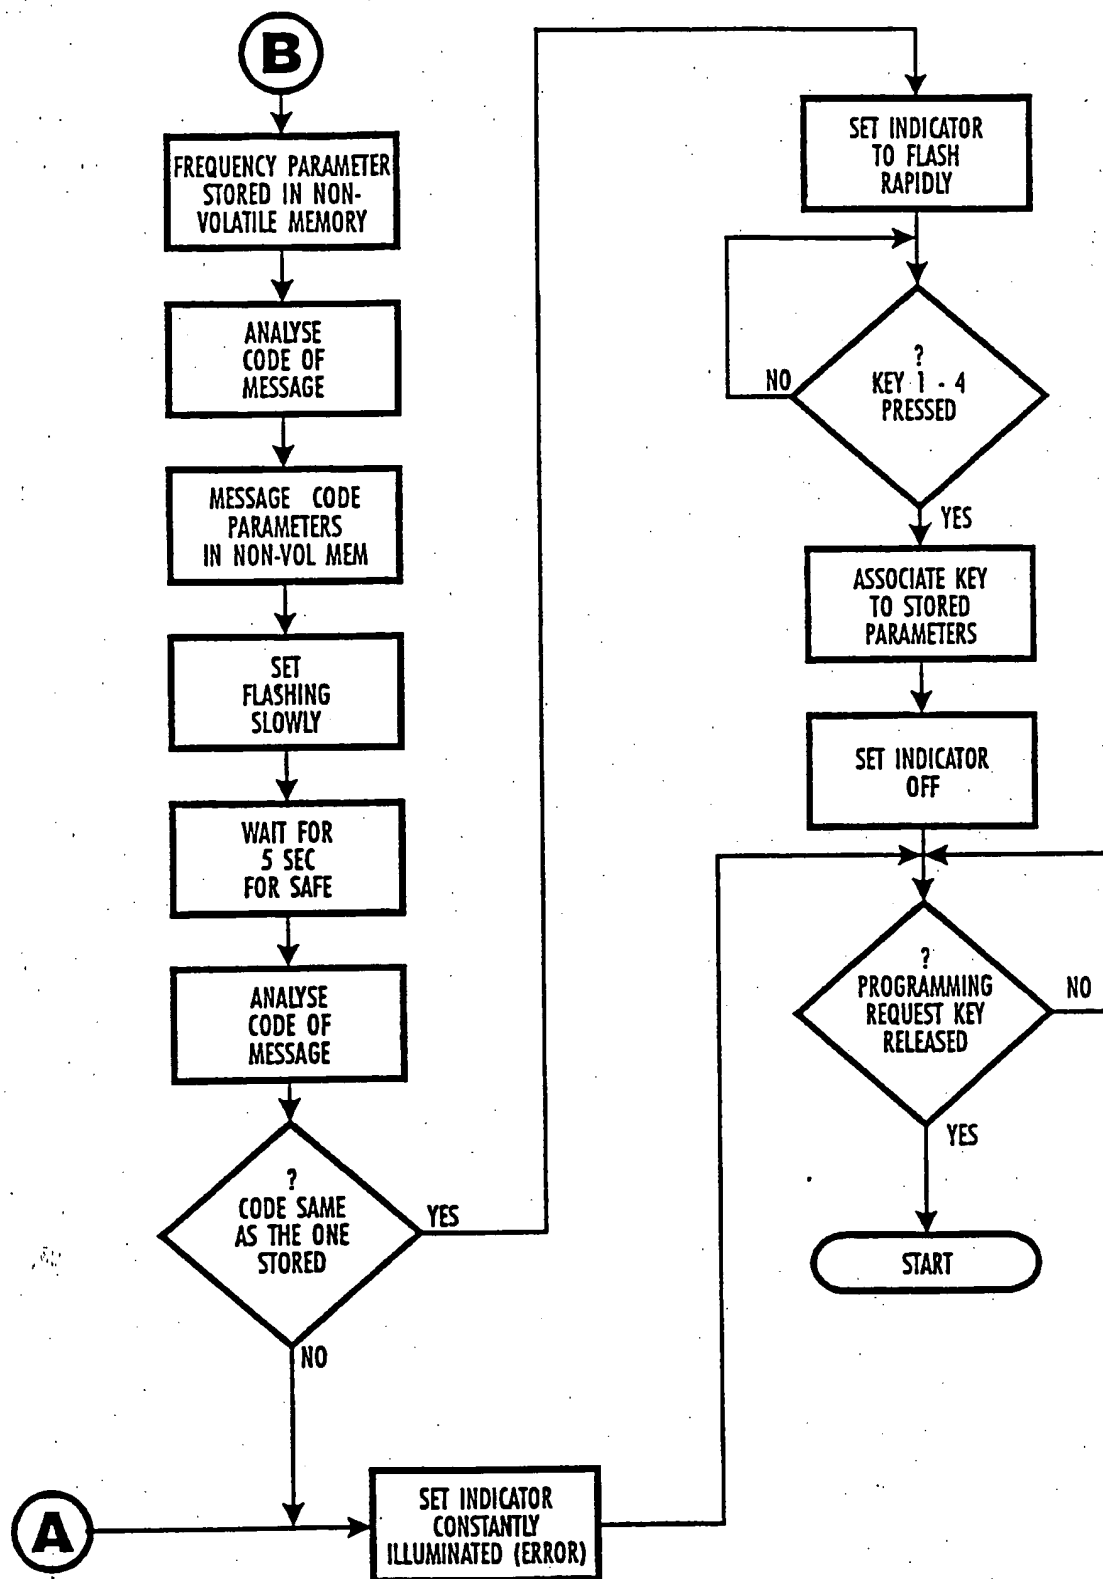 B
FREQUENCY PARAMETER
STORED IN NON-
VOLATILE MEMORY
ANALYSE
CODE OF
MESSAGE
MESSAGE CODE
PARAMETERS
IN NON-VOL MEM
SET
FLASHING
SLOWLY
WAIT FOR
5 SEC
FOR SAFE
ANALYSE
CODE OF
MESSAGE
?
CODE SAME
AS THE ONE
STORED
YES
NO
A
SET INDICATOR
CONSTANTLY
ILLUMINATED (ERROR)
SET INDICATOR
TO FLASH
RAPIDLY
?
KEY 1 - 4
PRESSED
NO
YES
ASSOCIATE KEY
TO STORED
PARAMETERS
SET INDICATOR
OFF
?
PROGRAMMING
REQUEST KEY
RELEASED
NO
YES
START